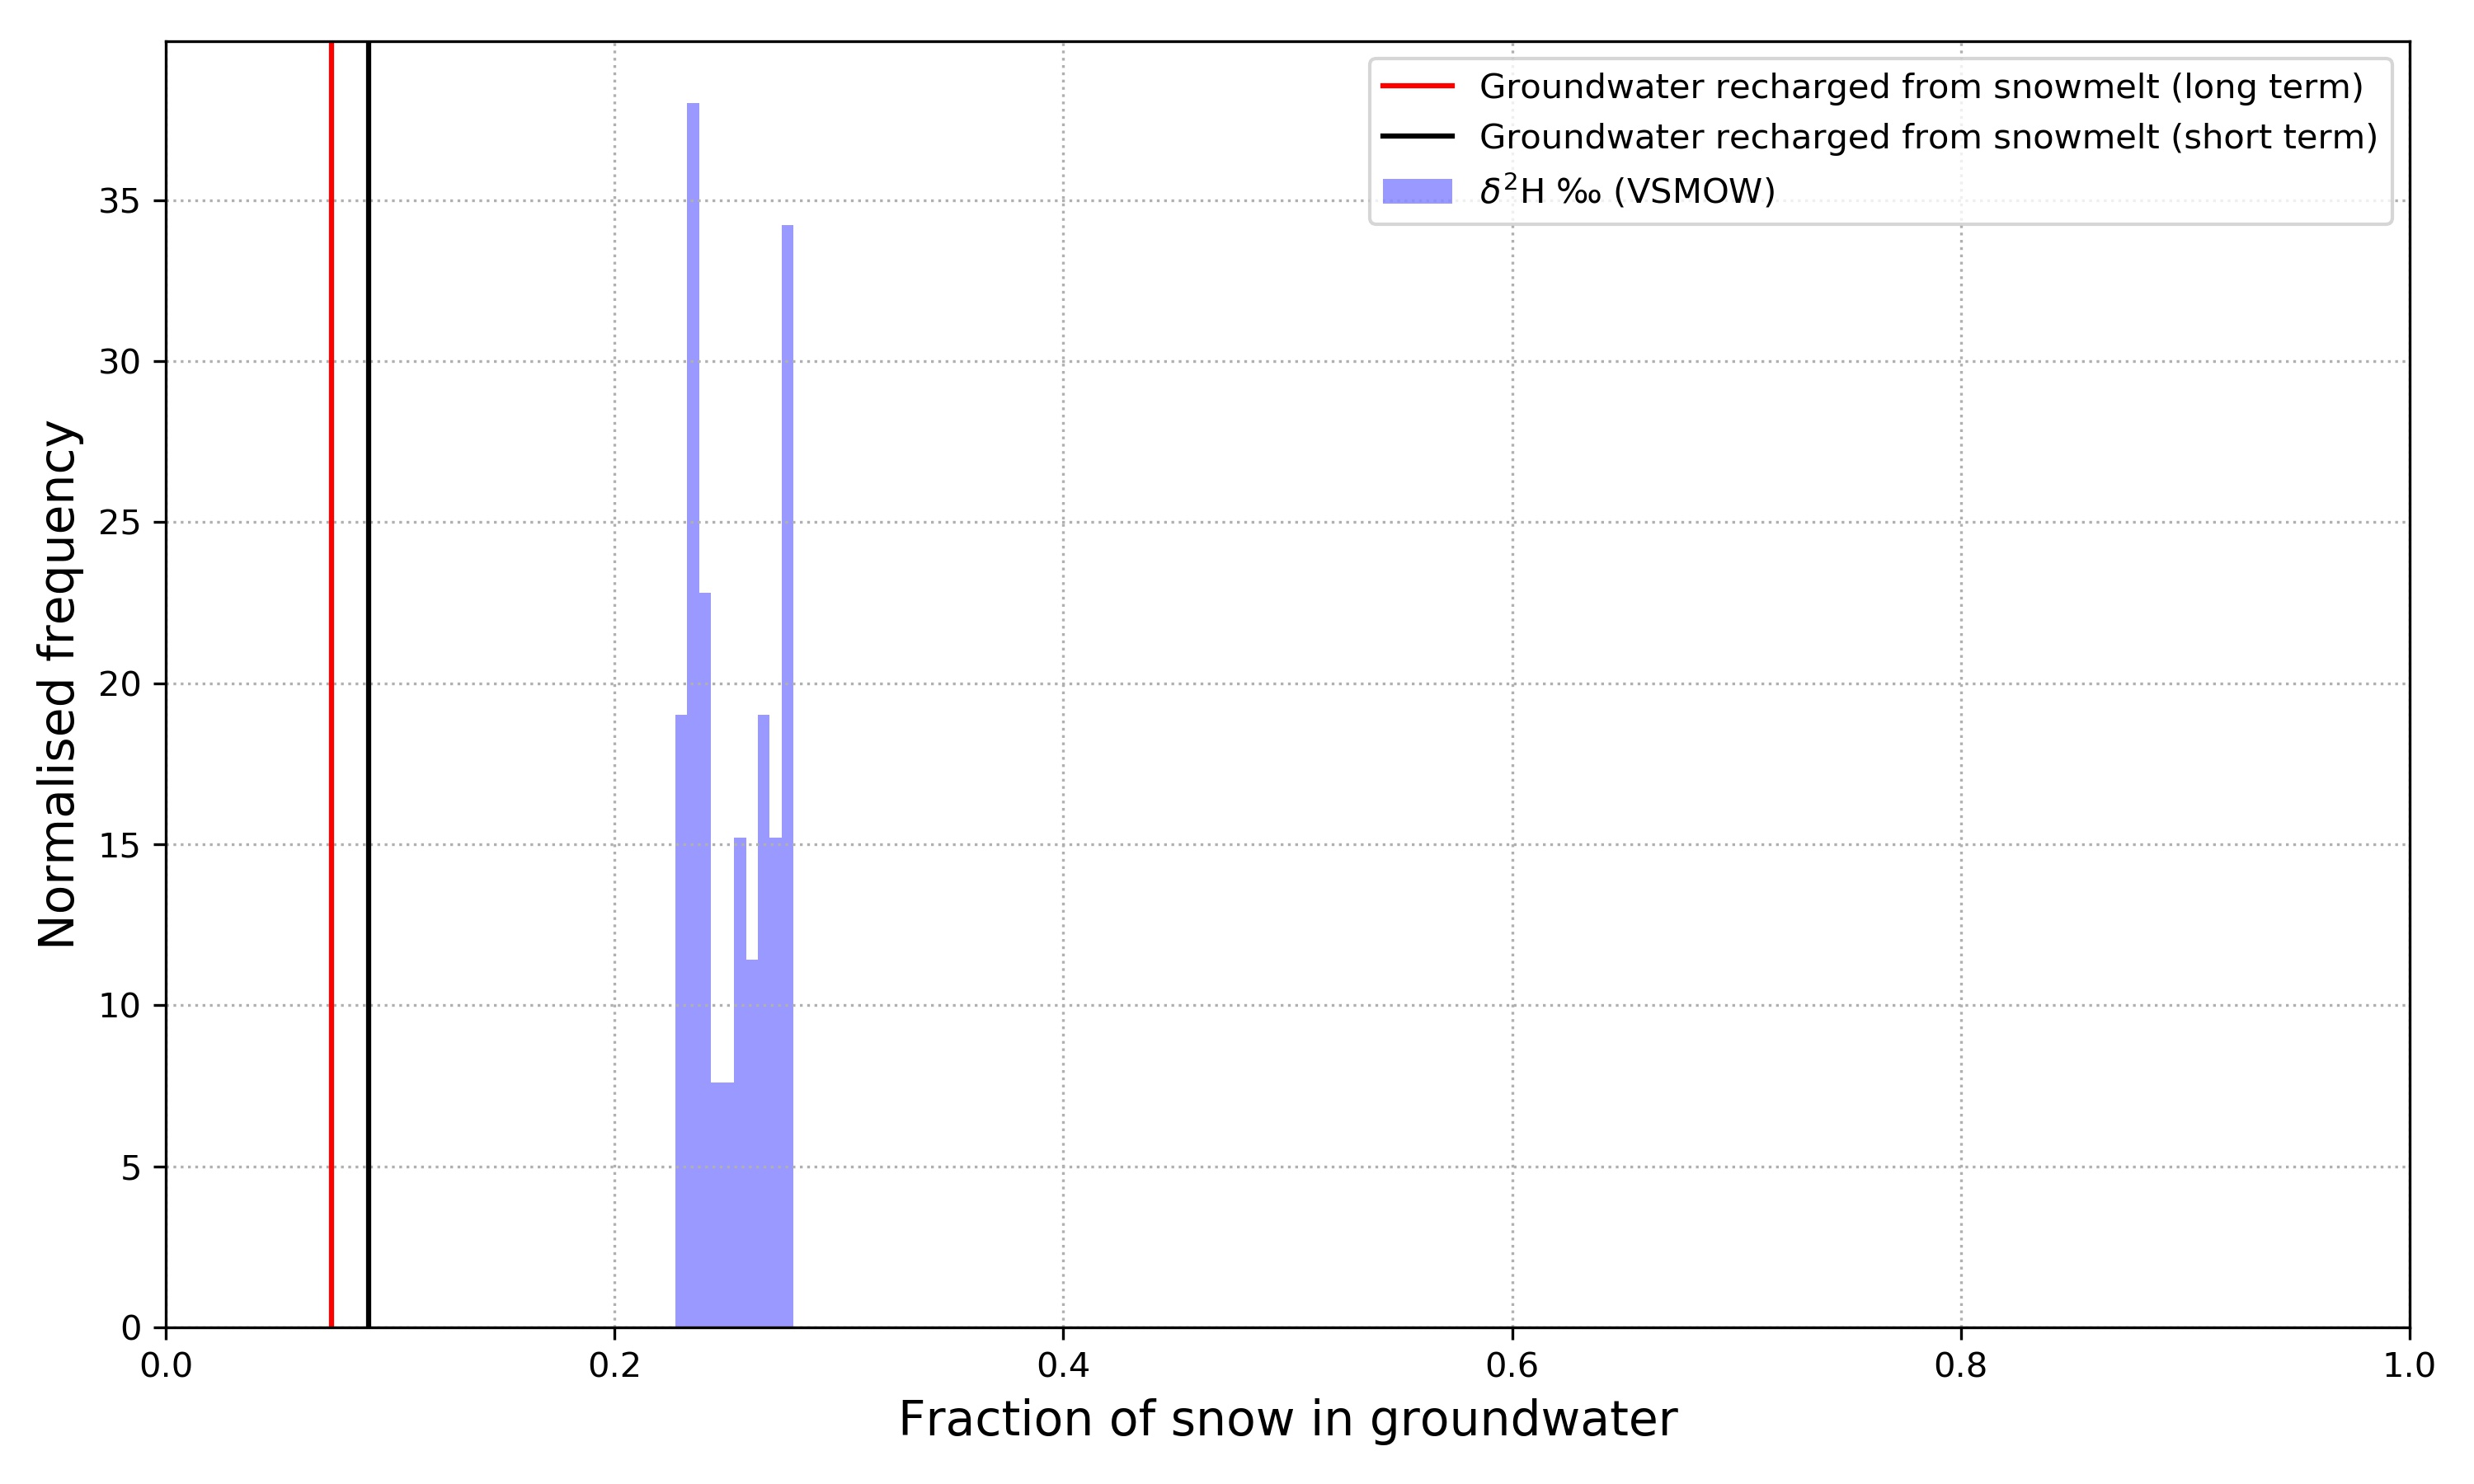 Groundwater recharged from snowmelt (long term)
Groundwater recharged from snowmelt (short term)
δ²H ‰ (VSMOW)
Normalised frequency
35
30
25
20
15
10
5
0
0.0 0.2 0.4 0.6 0.8 1.0
Fraction of snow in groundwater